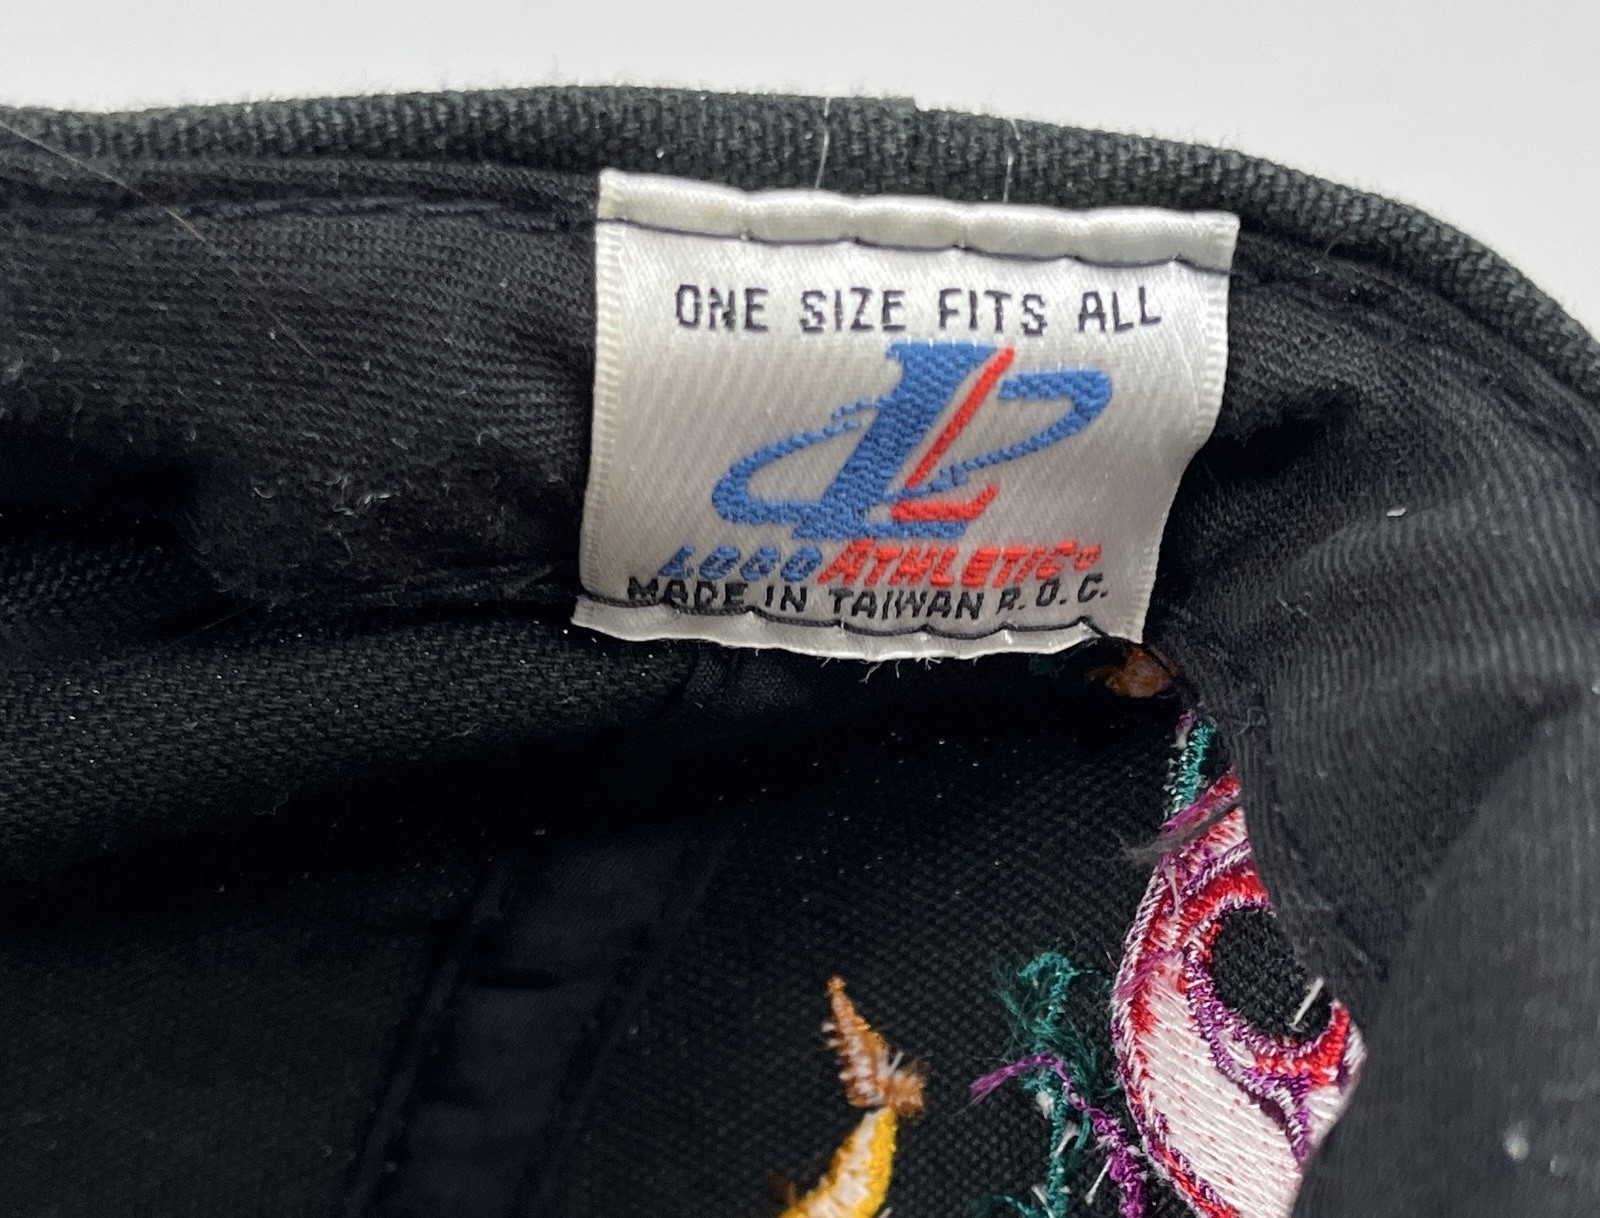 ONE SIZE FITS ALL
L
LOGO ATHLETIC®
MADE IN TAIWAN R.O.C.